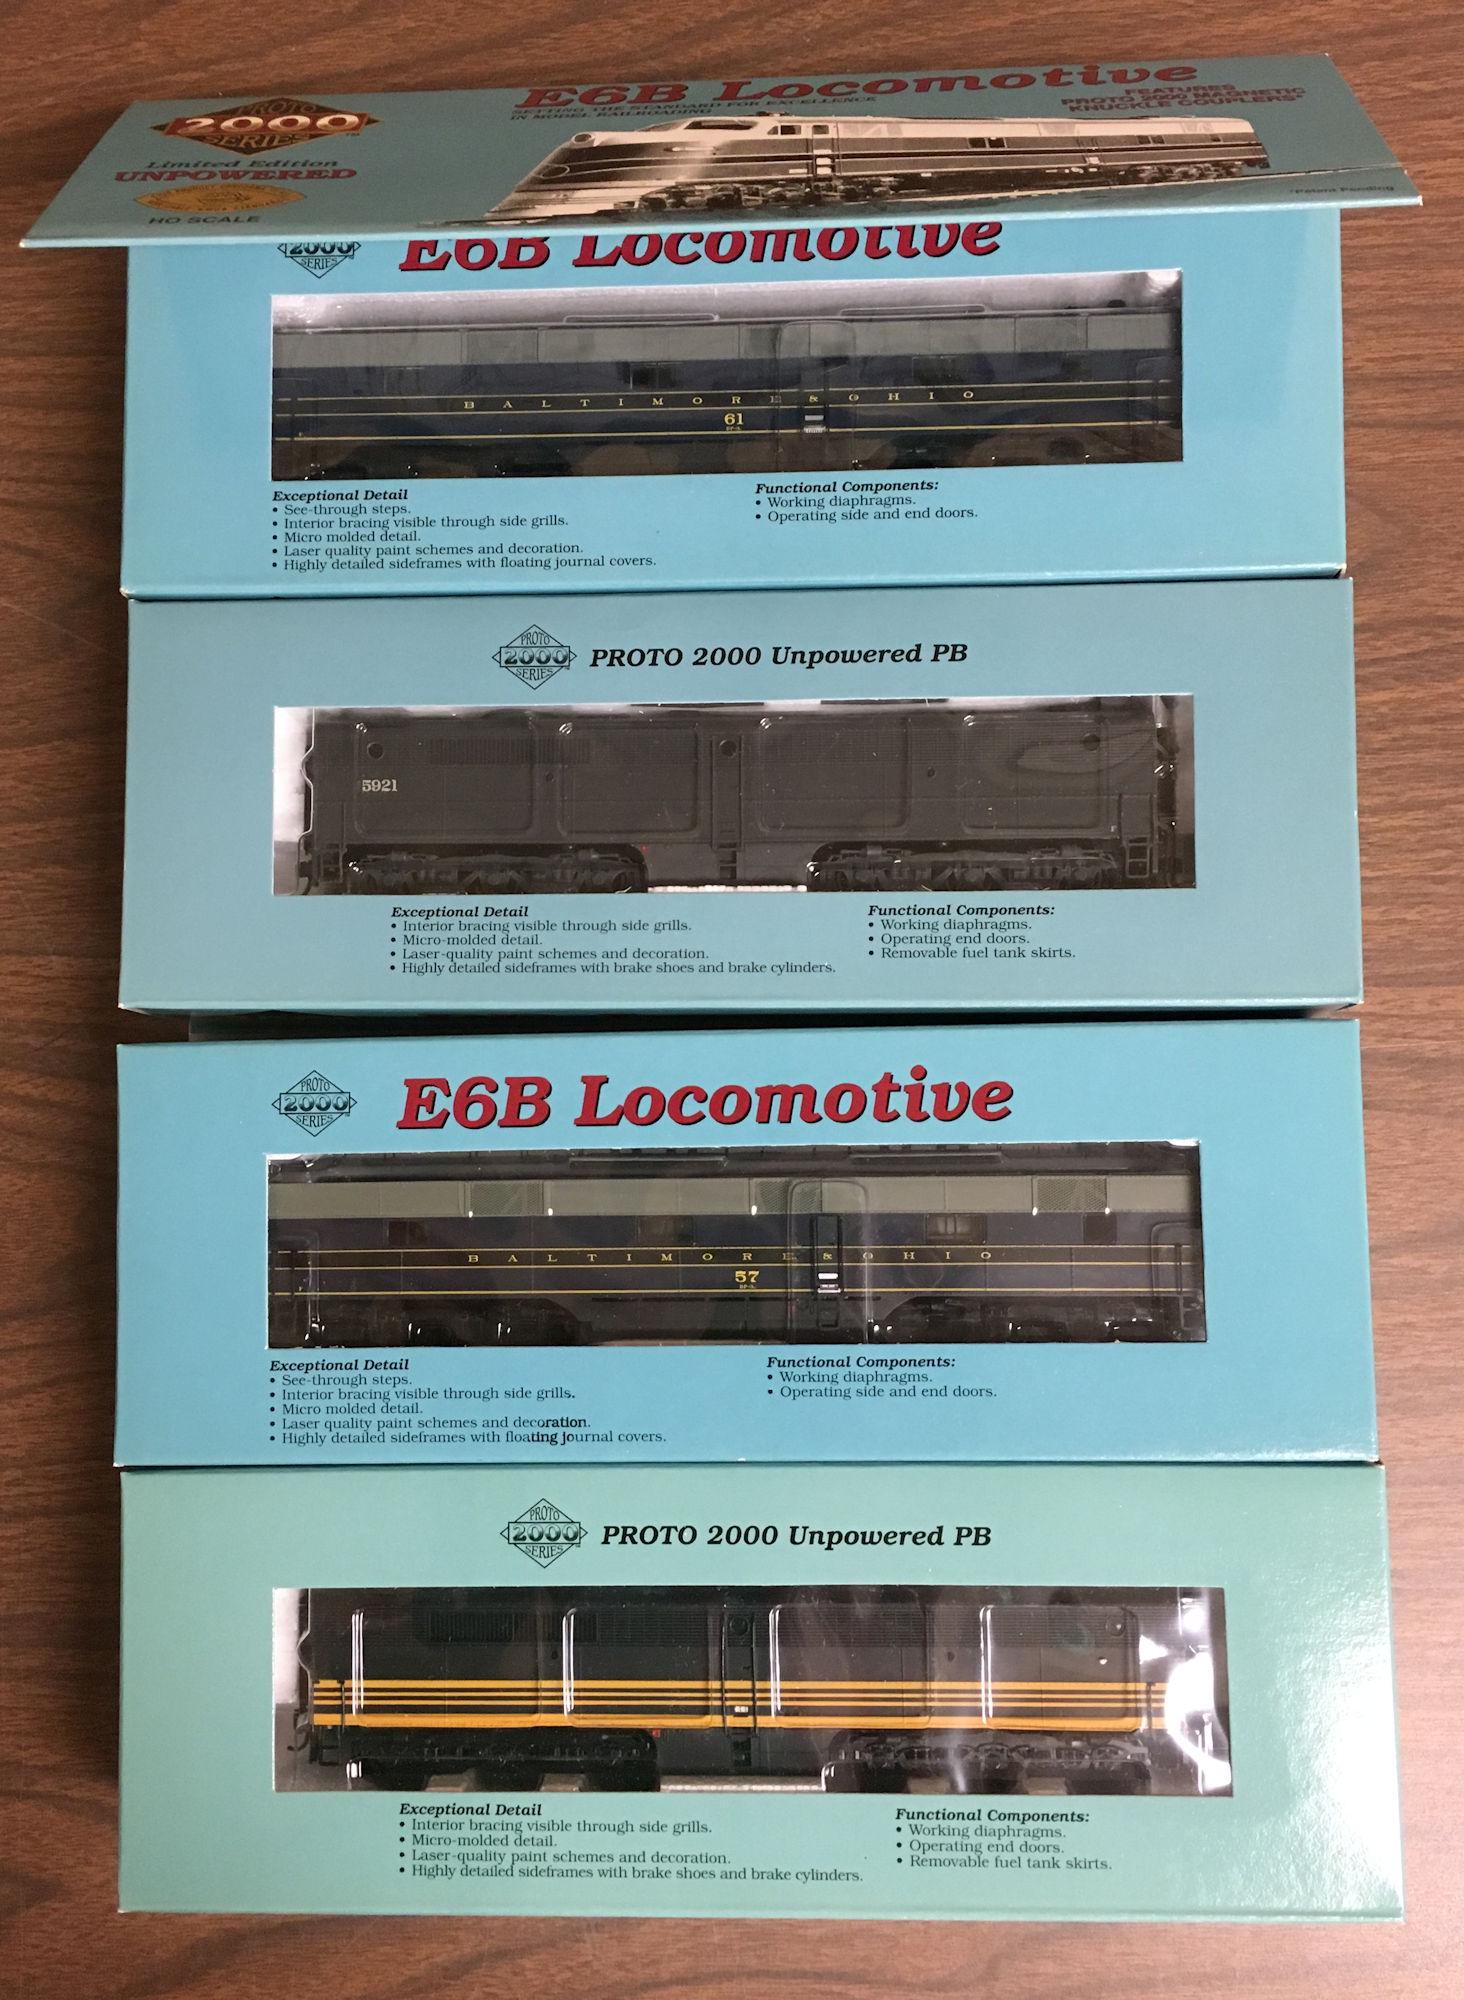 PROTO
2000
SERIES
Limited Edition
UNPOWERED
HO SCALE
E6B Locomotive
SETTING THE STANDARD FOR EXCELLENCE
IN MODEL RAILROADING
FEATURES
PROTO 2000 MAGNETIC
KNUCKLE COUPLERS*
*Patent Pending
2000
SERIES
E6B Locomotive
BALTIMORE & OHIO
61
Exceptional Detail
• See-through steps.
• Interior bracing visible through side grills.
• Micro molded detail.
• Laser quality paint schemes and decoration.
• Highly detailed sideframes with floating journal covers.
Functional Components:
• Working diaphragms.
• Operating side and end doors.
PROTO
2000
SERIES
PROTO 2000 Unpowered PB
5921
Exceptional Detail
• Interior bracing visible through side grills.
• Micro-molded detail.
• Laser-quality paint schemes and decoration.
• Highly detailed sideframes with brake shoes and brake cylinders.
Functional Components:
• Working diaphragms.
• Operating end doors.
• Removable fuel tank skirts.
PROTO
2000
SERIES
E6B Locomotive
BALTIMORE & OHIO
57
Exceptional Detail
• See-through steps.
• Interior bracing visible through side grills.
• Micro molded detail.
• Laser quality paint schemes and decoration.
• Highly detailed sideframes with floating journal covers.
Functional Components:
• Working diaphragms.
• Operating side and end doors.
PROTO
2000
SERIES
PROTO 2000 Unpowered PB
Exceptional Detail
• Interior bracing visible through side grills.
• Micro-molded detail.
• Laser-quality paint schemes and decoration.
• Highly detailed sideframes with brake shoes and brake cylinders.
Functional Components:
• Working diaphragms.
• Operating end doors.
• Removable fuel tank skirts.